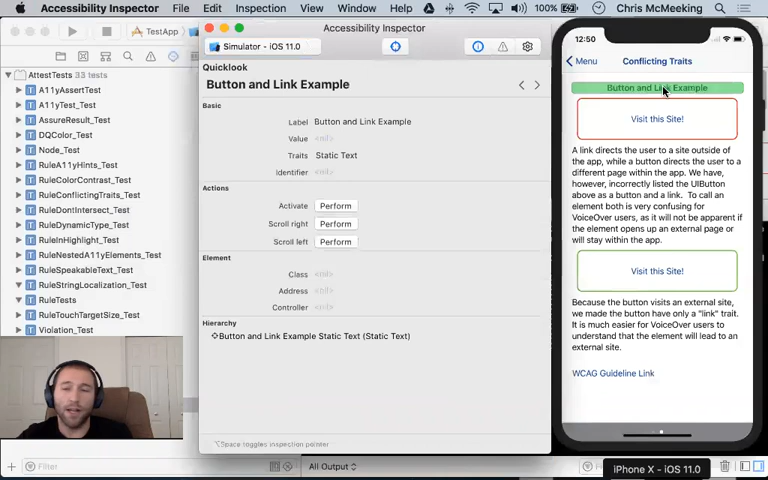 Accessibility Inspector File Edit Inspection View Window Help 100% Chris McMeeking
TestApp
AttestTests 33 tests
A11yAssertTest
A11yTest_Test
AssureResult_Test
DQColor_Test
Node_Test
RuleA11yHints_Test
RuleColorContrast_Test
RuleConflictingTraits_Test
RuleDontIntersect_Test
RuleDynamicType_Test
RuleInHighlight_Test
RuleNestedA11yElements_Test
RuleSpeakableText_Test
RuleStringLocalization_Test
RuleTests
RuleTouchTargetSize_Test
Violation_Test
Filter
Accessibility Inspector
Simulator - iOS 11.0
Quicklook
Button and Link Example
Basic
Label Button and Link Example
Value <nil>
Traits Static Text
Identifier <nil>
Actions
Activate Perform
Scroll right Perform
Scroll left Perform
Element
Class <nil>
Address <nil>
Controller <nil>
Hierarchy
Button and Link Example Static Text (Static Text)
⌥Space toggles inspection pointer
All Output
12:50
Menu Conflicting Traits
Button and Link Example
Visit this Site!
A link directs the user to a site outside of
the app, while a button directs the user to a
different page within the app. We have,
however, incorrectly listed the UIButton
above as a button and a link. To call an
element both is very confusing for
VoiceOver users, as it will not be apparent if
the element opens up an external page or
will stay within the app.
Visit this Site!
Because the button visits an external site,
we made the button have only a "link" trait.
It is much easier for VoiceOver users to
understand that the element will lead to an
external site.
WCAG Guideline Link
iPhone X - iOS 11.0